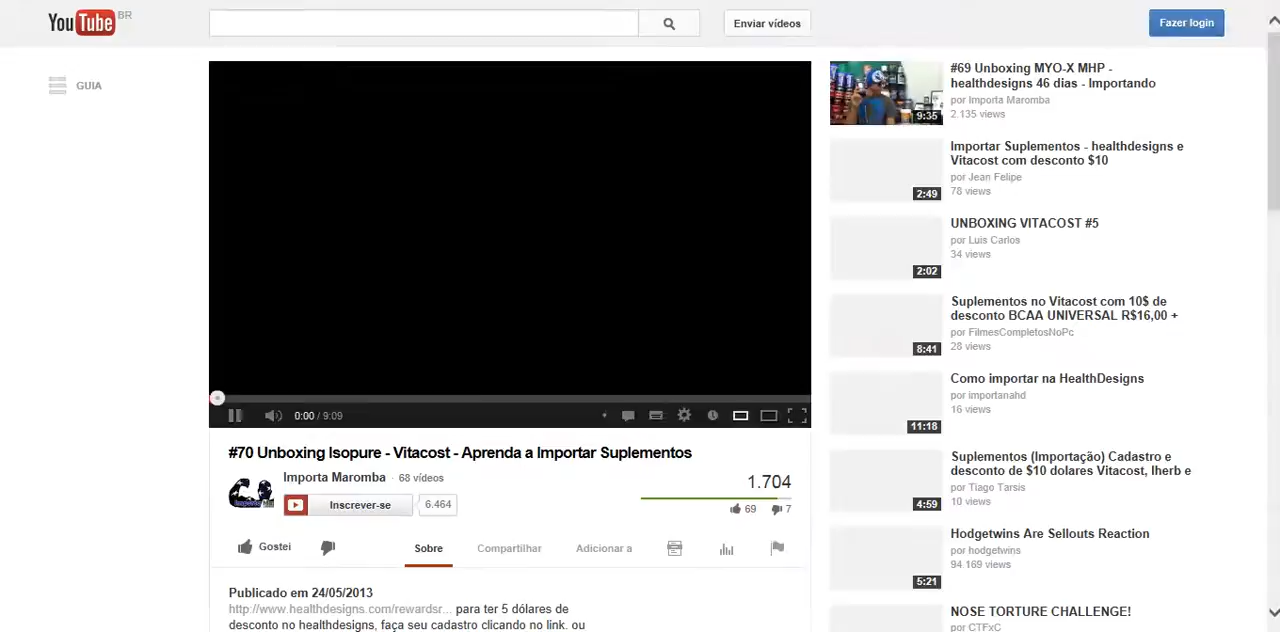 YouTube BR
Enviar vídeos
Fazer login
GUIA
0:00 / 9:09
#70 Unboxing Isopure - Vitacost - Aprenda a Importar Suplementos
Importa Maromba · 68 vídeos
Inscrever-se
6.464
1.704
69
7
Gostei
Sobre
Compartilhar
Adicionar a
Publicado em 24/05/2013
http://www.healthdesigns.com/rewardsr... para ter 5 dólares de
desconto no healthdesigns, faça seu cadastro clicando no link. ou
#69 Unboxing MYO-X MHP -
healthdesigns 46 dias - Importando
por Importa Maromba
2.135 views
9:35
Importar Suplementos - healthdesigns e
Vitacost com desconto $10
por Jean Felipe
78 views
2:49
UNBOXING VITACOST #5
por Luis Carlos
34 views
2:02
Suplementos no Vitacost com 10$ de
desconto BCAA UNIVERSAL R$16,00 +
por FilmesCompletosNoPc
28 views
8:41
Como importar na HealthDesigns
por importanahd
16 views
11:18
Suplementos (Importação) Cadastro e
desconto de $10 dolares Vitacost, Iherb e
por Tiago Tarsis
10 views
4:59
Hodgetwins Are Sellouts Reaction
por hodgetwins
94.169 views
5:21
NOSE TORTURE CHALLENGE!
por CTFxC